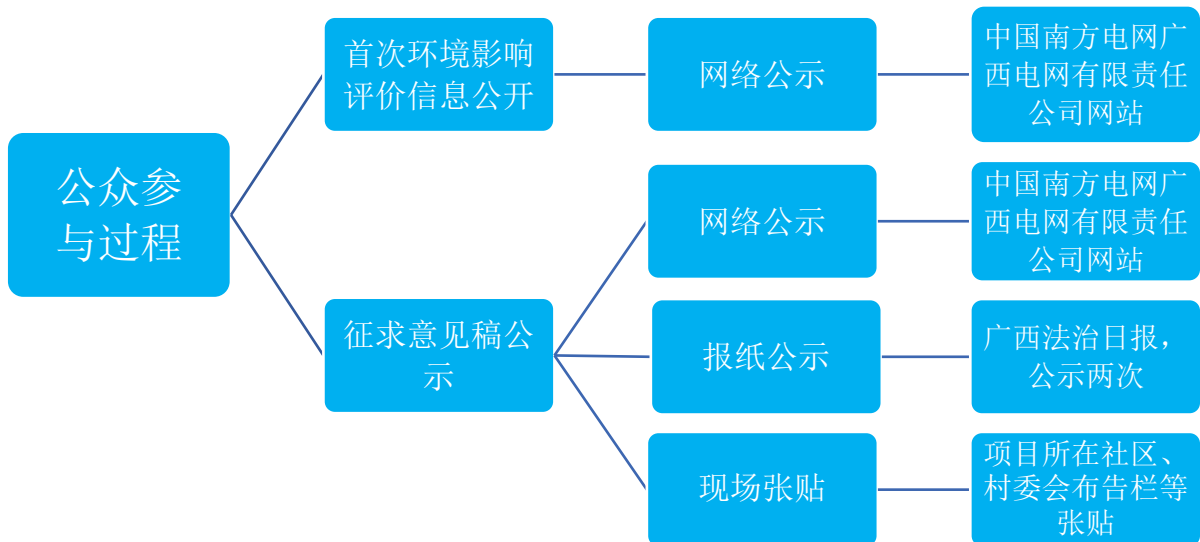 公众参
与过程
首次环境影响
评价信息公开
网络公示
中国南方电网广
西电网有限责任
公司网站
征求意见稿公
示
网络公示
中国南方电网广
西电网有限责任
公司网站
报纸公示
广西法治日报，
公示两次
现场张贴
项目所在社区、
村委会布告栏等
张贴